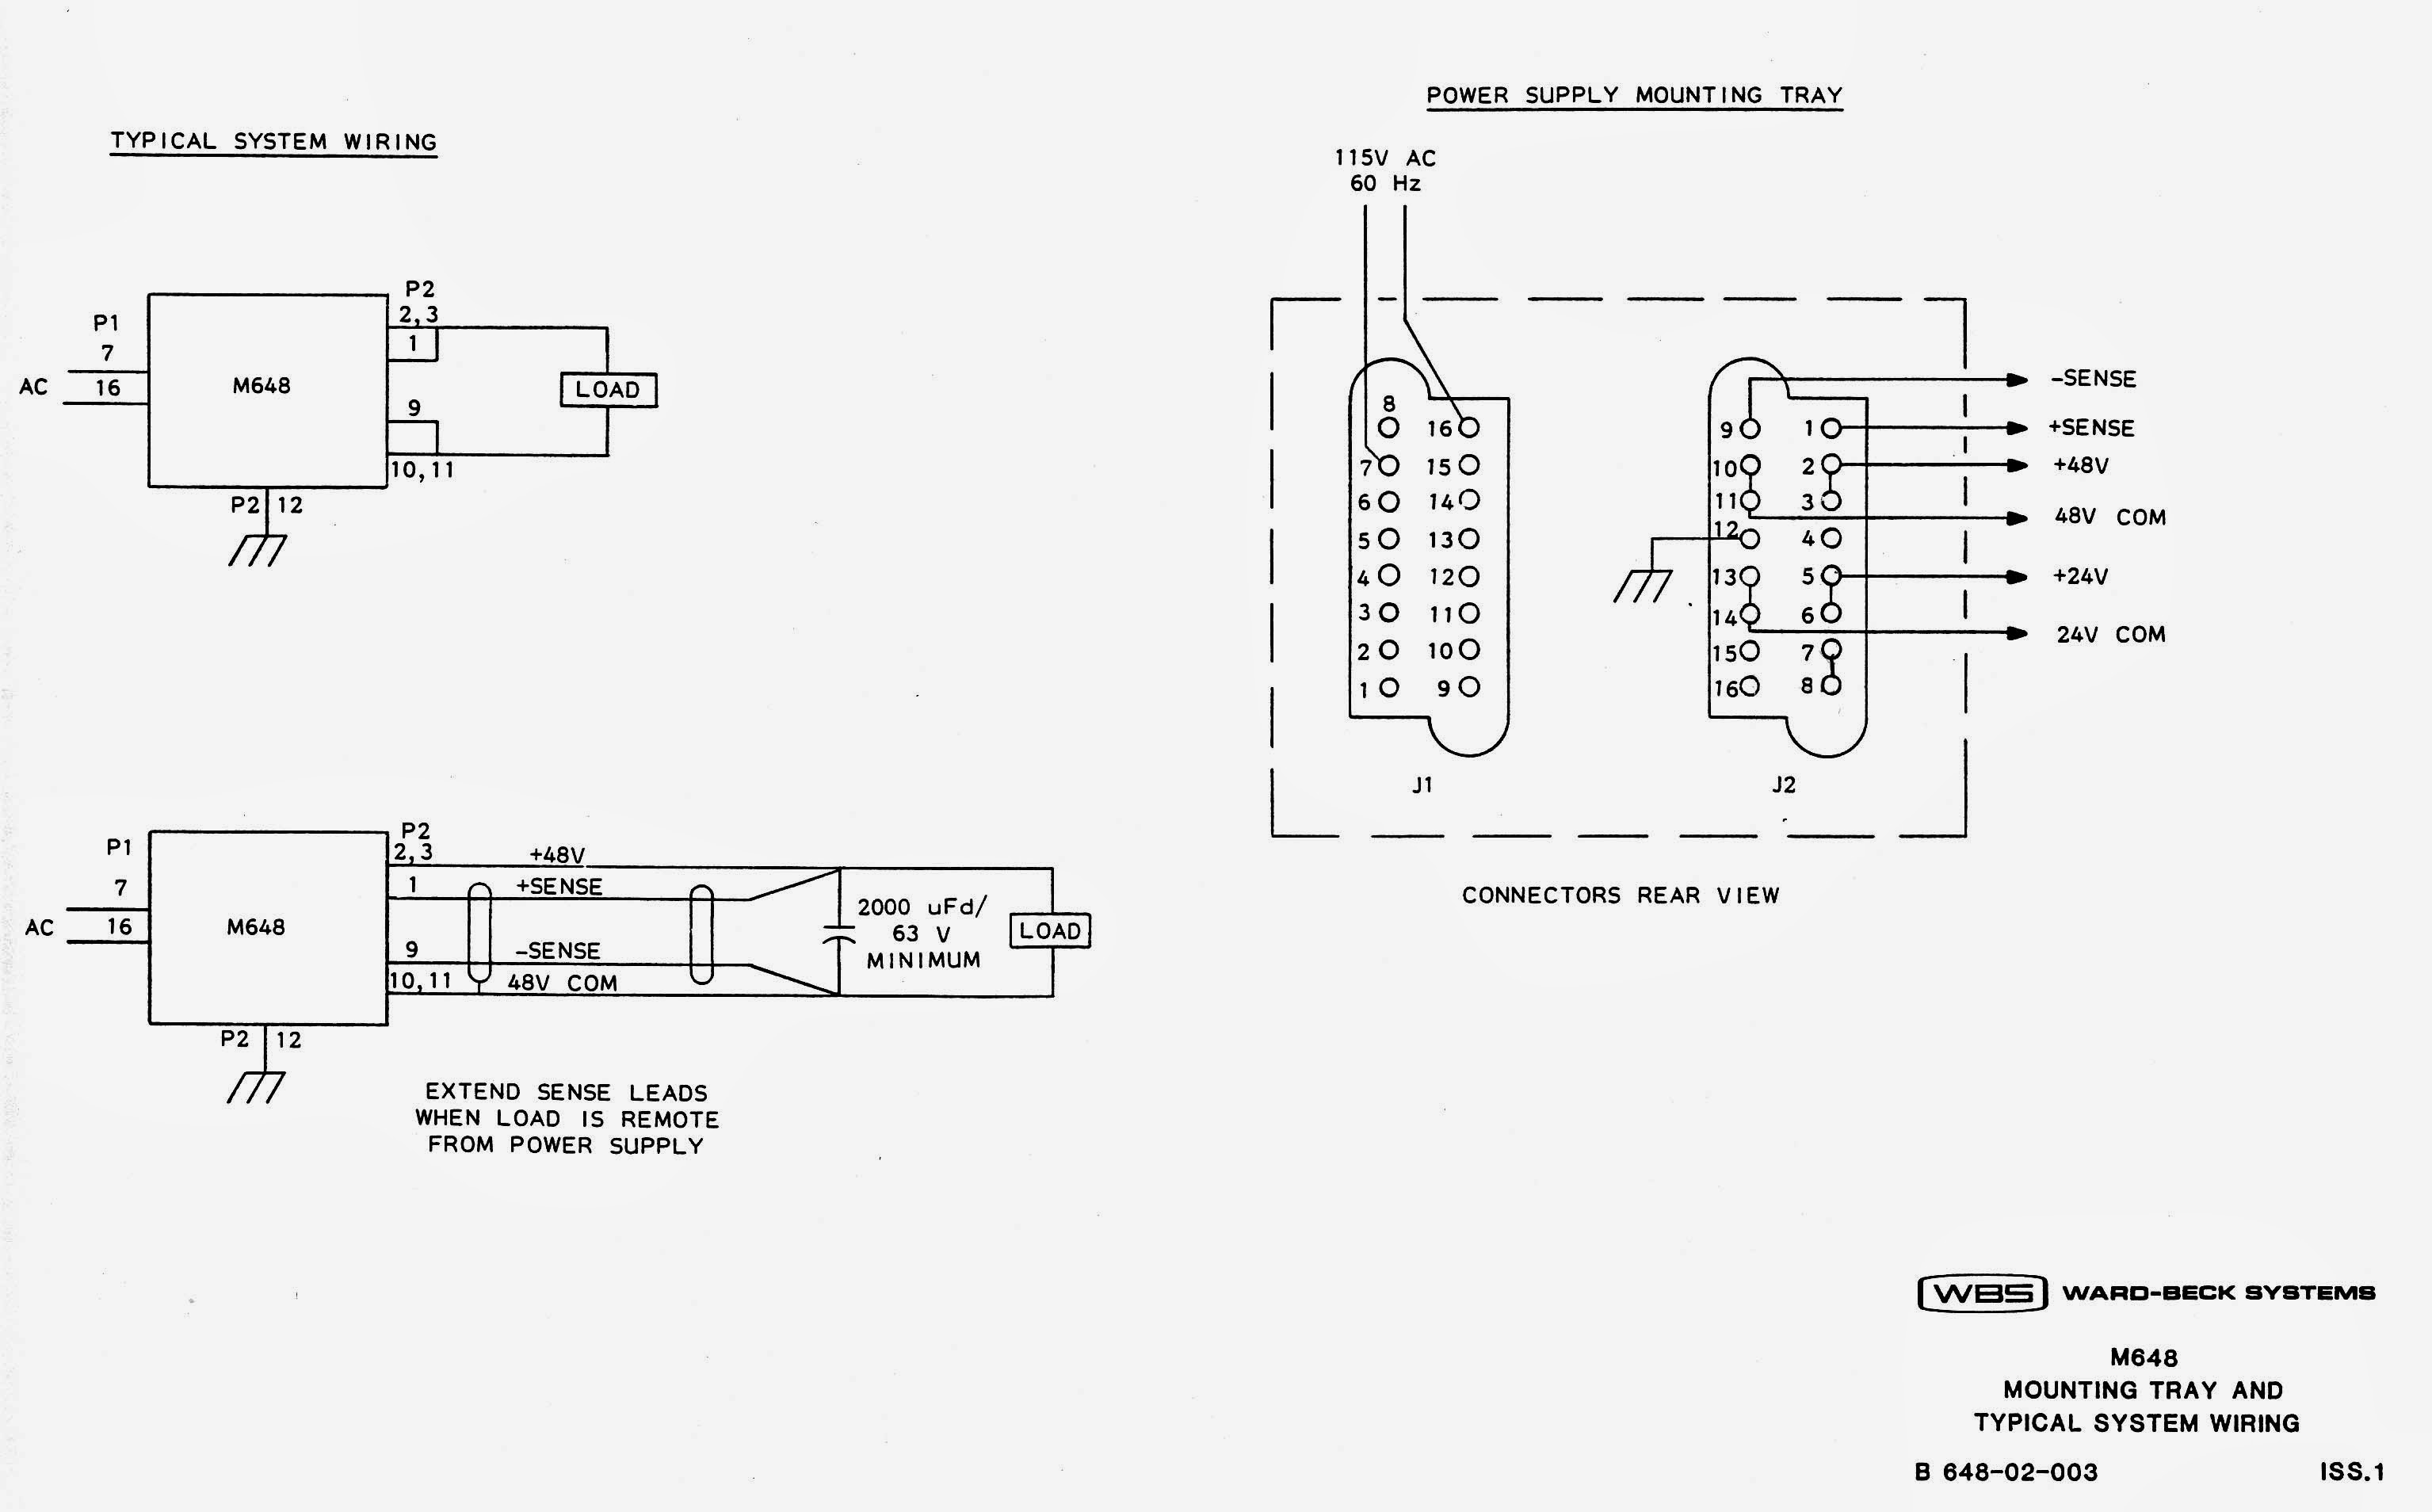 TYPICAL SYSTEM WIRING
P1
7
AC
16
M648
P2
2,3
1
9
10,11
LOAD
P2 12
P1
7
AC
16
M648
P2
2,3
+48V
1
+SENSE
9
-SENSE
10,11
48V COM
2000 uFd/
63 V
MINIMUM
LOAD
P2 12
EXTEND SENSE LEADS
WHEN LOAD IS REMOTE
FROM POWER SUPPLY
POWER SUPPLY MOUNTING TRAY
115V AC
60 Hz
8
16
7 15
6 14
5 13
4 12
3 11
2 10
1 9
J1
9 1
10 2
11 3
12 4
13 5
14 6
15 7
16 8
J2
-SENSE
+SENSE
+48V
48V COM
+24V
24V COM
CONNECTORS REAR VIEW
WBS WARD-BECK SYSTEMS
M648
MOUNTING TRAY AND
TYPICAL SYSTEM WIRING
B 648-02-003 ISS.1